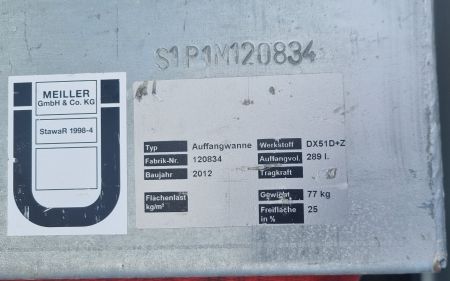 S1P1M120834
MEILLER
GmbH & Co. KG
StawaR 1998-4
Typ Auffangwanne Werkstoff DX51D+Z
Fabrik-Nr. 120834 Auffangvol. 289 l.
Baujahr 2012 Tragkraft
Flächenlast kg/m² Gewicht 77 kg
Freifläche in % 25